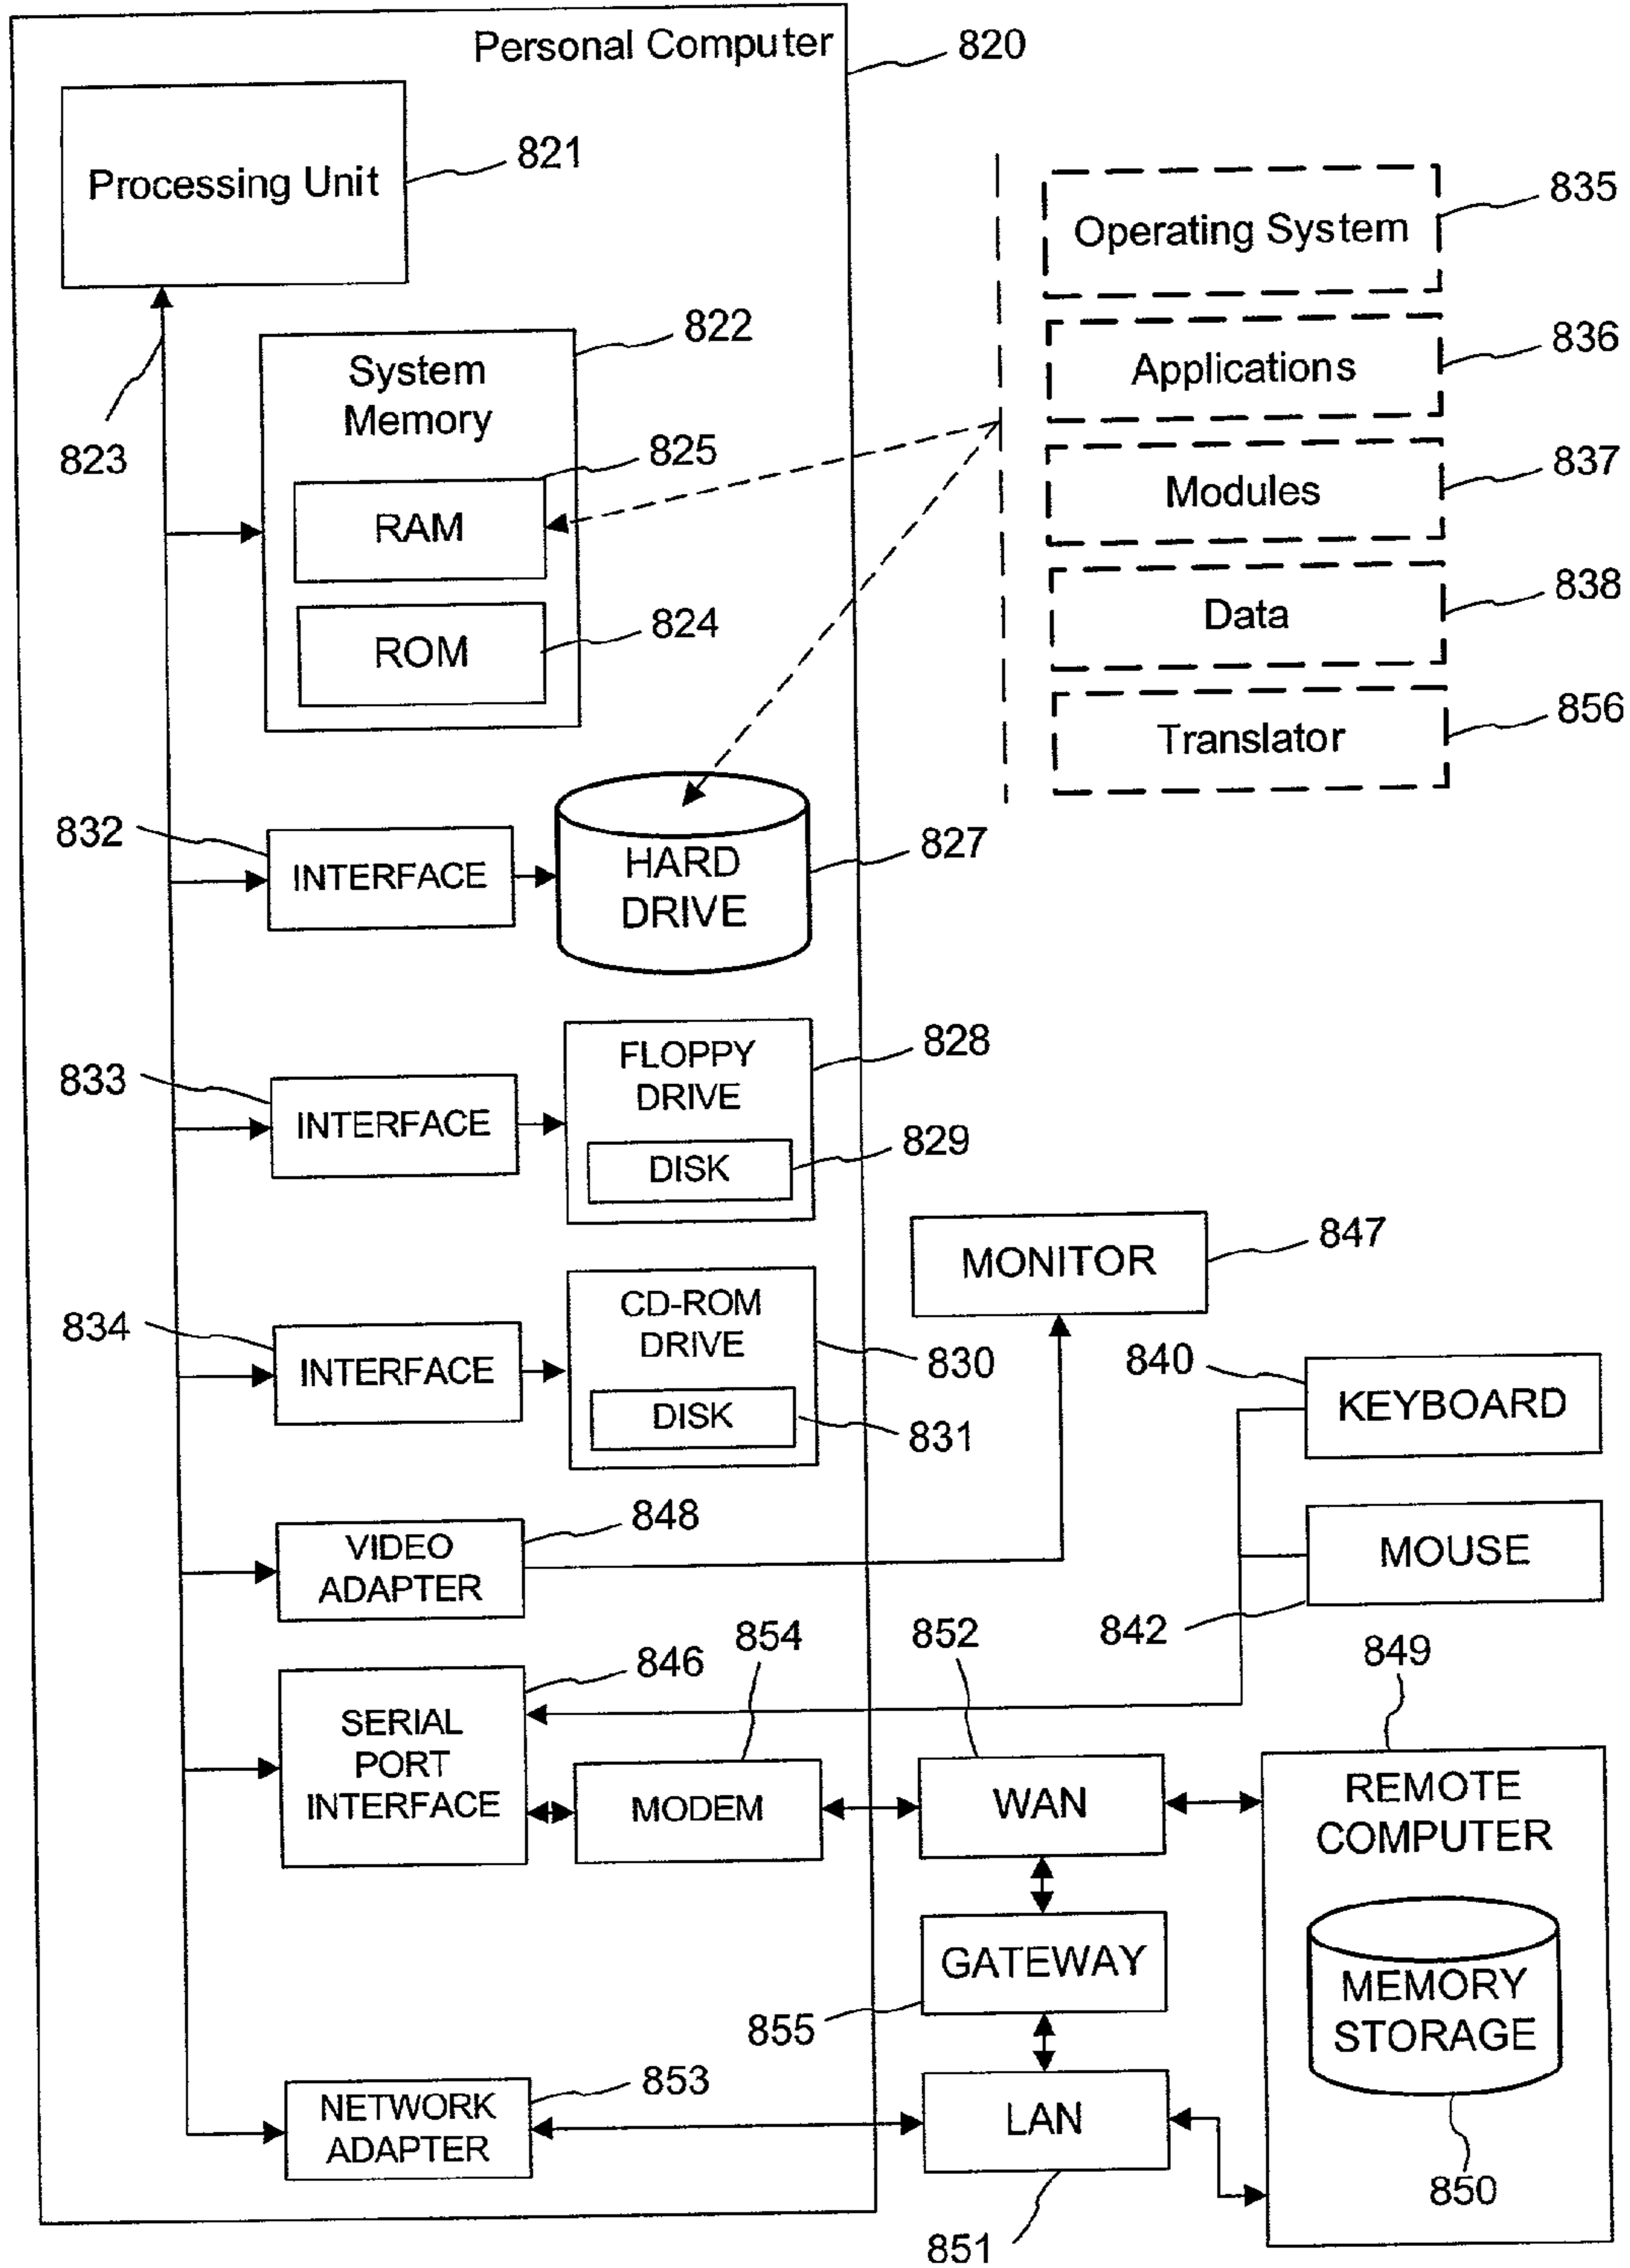 Personal Computer
820
Processing Unit
821
823
System
Memory
822
RAM
825
ROM
824
Operating System
835
Applications
836
Modules
837
Data
838
Translator
856
832
INTERFACE
HARD
DRIVE
827
833
INTERFACE
FLOPPY
DRIVE
828
DISK
829
834
INTERFACE
CD-ROM
DRIVE
830
DISK
831
MONITOR
847
840
KEYBOARD
MOUSE
842
VIDEO
ADAPTER
848
SERIAL
PORT
INTERFACE
846
MODEM
854
WAN
852
849
REMOTE
COMPUTER
GATEWAY
855
MEMORY
STORAGE
850
NETWORK
ADAPTER
853
LAN
851